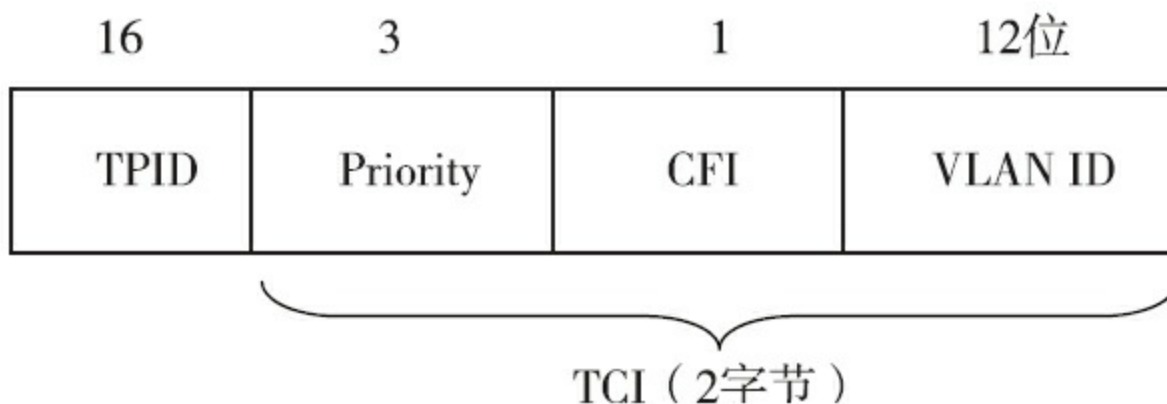 16 3 1 12位
TPID Priority CFI VLAN ID
TCI（2字节）